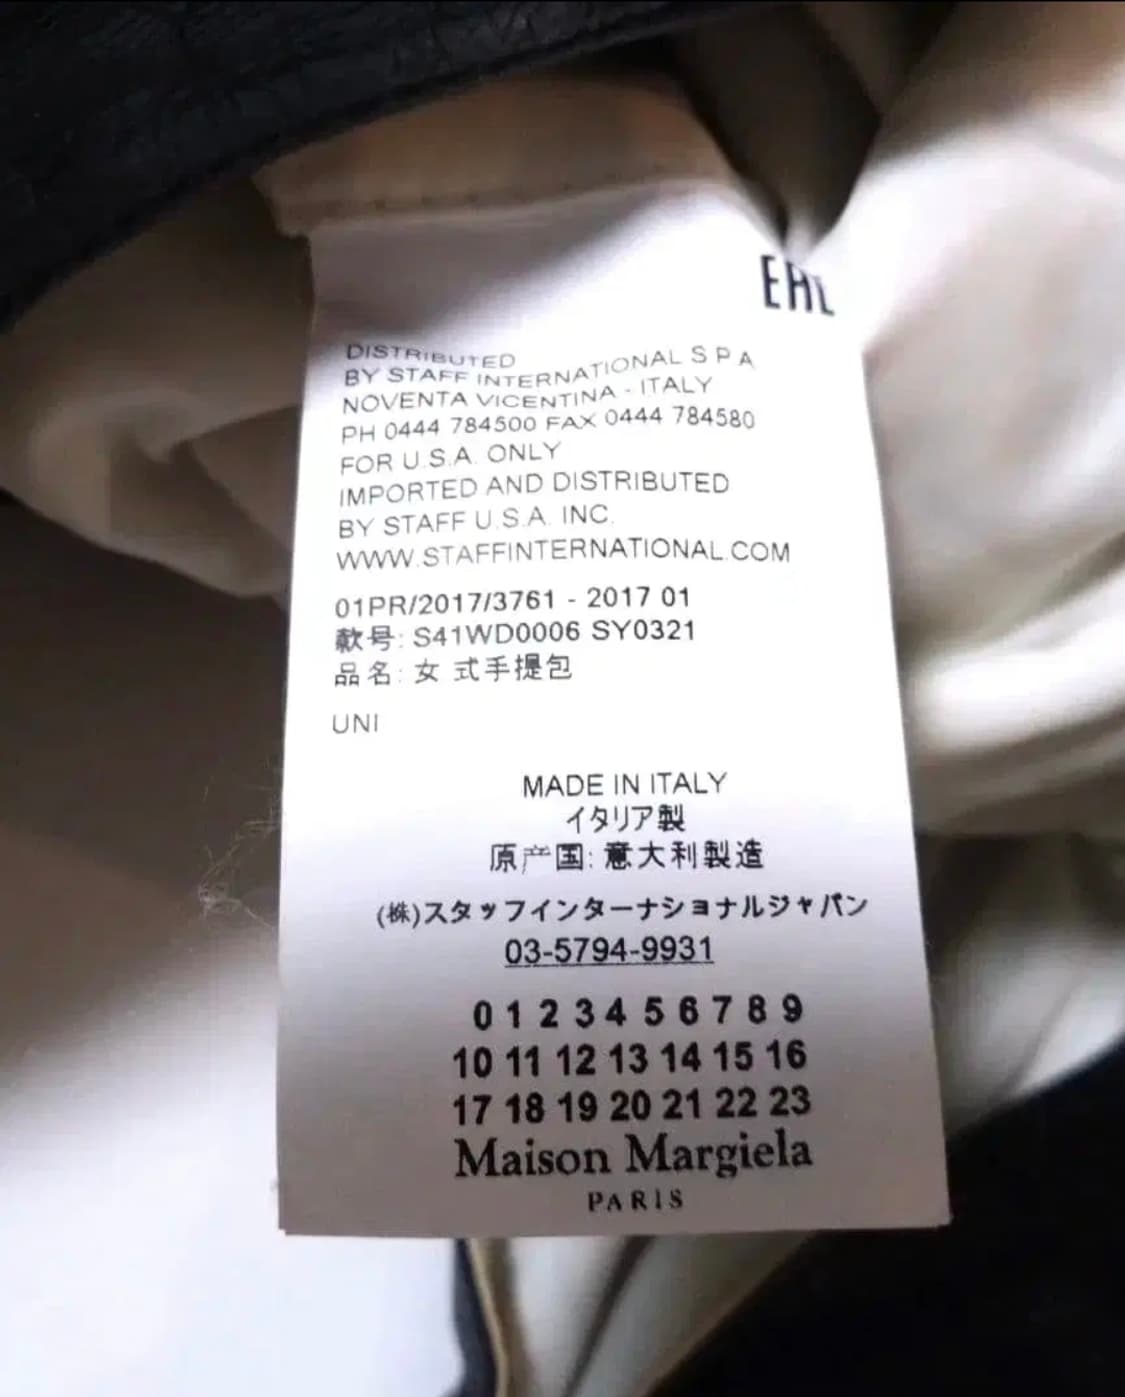 EAC
DISTRIBUTED
BY STAFF INTERNATIONAL S P A
NOVENTA VICENTINA - ITALY
PH 0444 784500 FAX 0444 784580
FOR U.S.A. ONLY
IMPORTED AND DISTRIBUTED
BY STAFF U.S.A. INC.
WWW.STAFFINTERNATIONAL.COM
01PR/2017/3761 - 2017 01
款号: S41WD0006 SY0321
品名: 女 式手提包
UNI
MADE IN ITALY
イタリア製
原产国: 意大利製造
(株)スタッフインターナショナルジャパン
03-5794-9931
0 1 2 3 4 5 6 7 8 9
10 11 12 13 14 15 16
17 18 19 20 21 22 23
Maison Margiela
PARIS